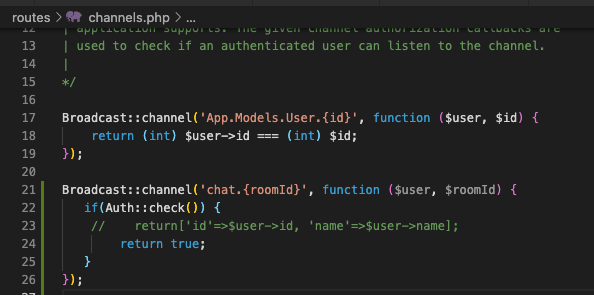 routes > channels.php > ...
12 | application supports. The given channel authorization callbacks are
13 | used to check if an authenticated user can listen to the channel.
14 |
15 */
16
17 Broadcast::channel('App.Models.User.{id}', function ($user, $id) {
18     return (int) $user->id === (int) $id;
19 });
20
21 Broadcast::channel('chat.{roomId}', function ($user, $roomId) {
22    if(Auth::check()) {
23     //    return['id'=>$user->id, 'name'=>$user->name];
24         return true;
25    }
26 });
27